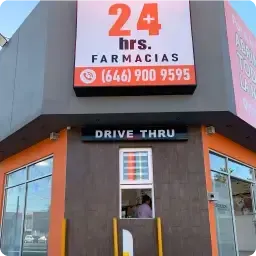 24
hrs.
FARMACIAS
(646) 900 9595
DRIVE THRU